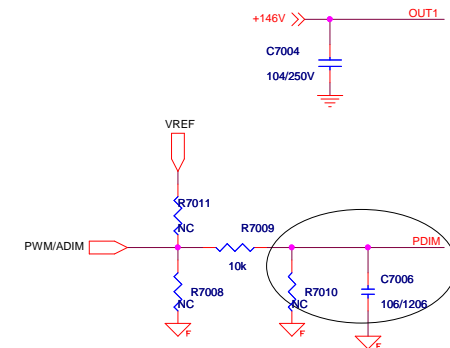 +146V OUT1
C7004
104/250V
VREF
R7011
NC
R7009
PWM/ADIM
PDIM
10k
R7008
NC
R7010
NC
C7006
106/1206
F
F
F